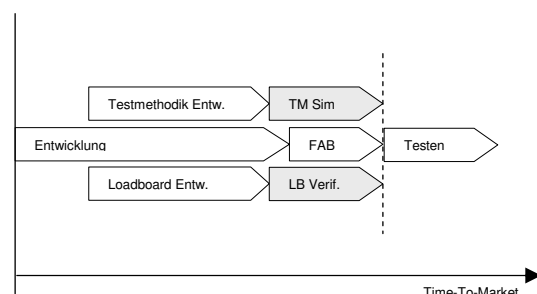 Testmethodik Entw. TM Sim
Entwicklung FAB Testen
Loadboard Entw. LB Verif.
Time-To-Market